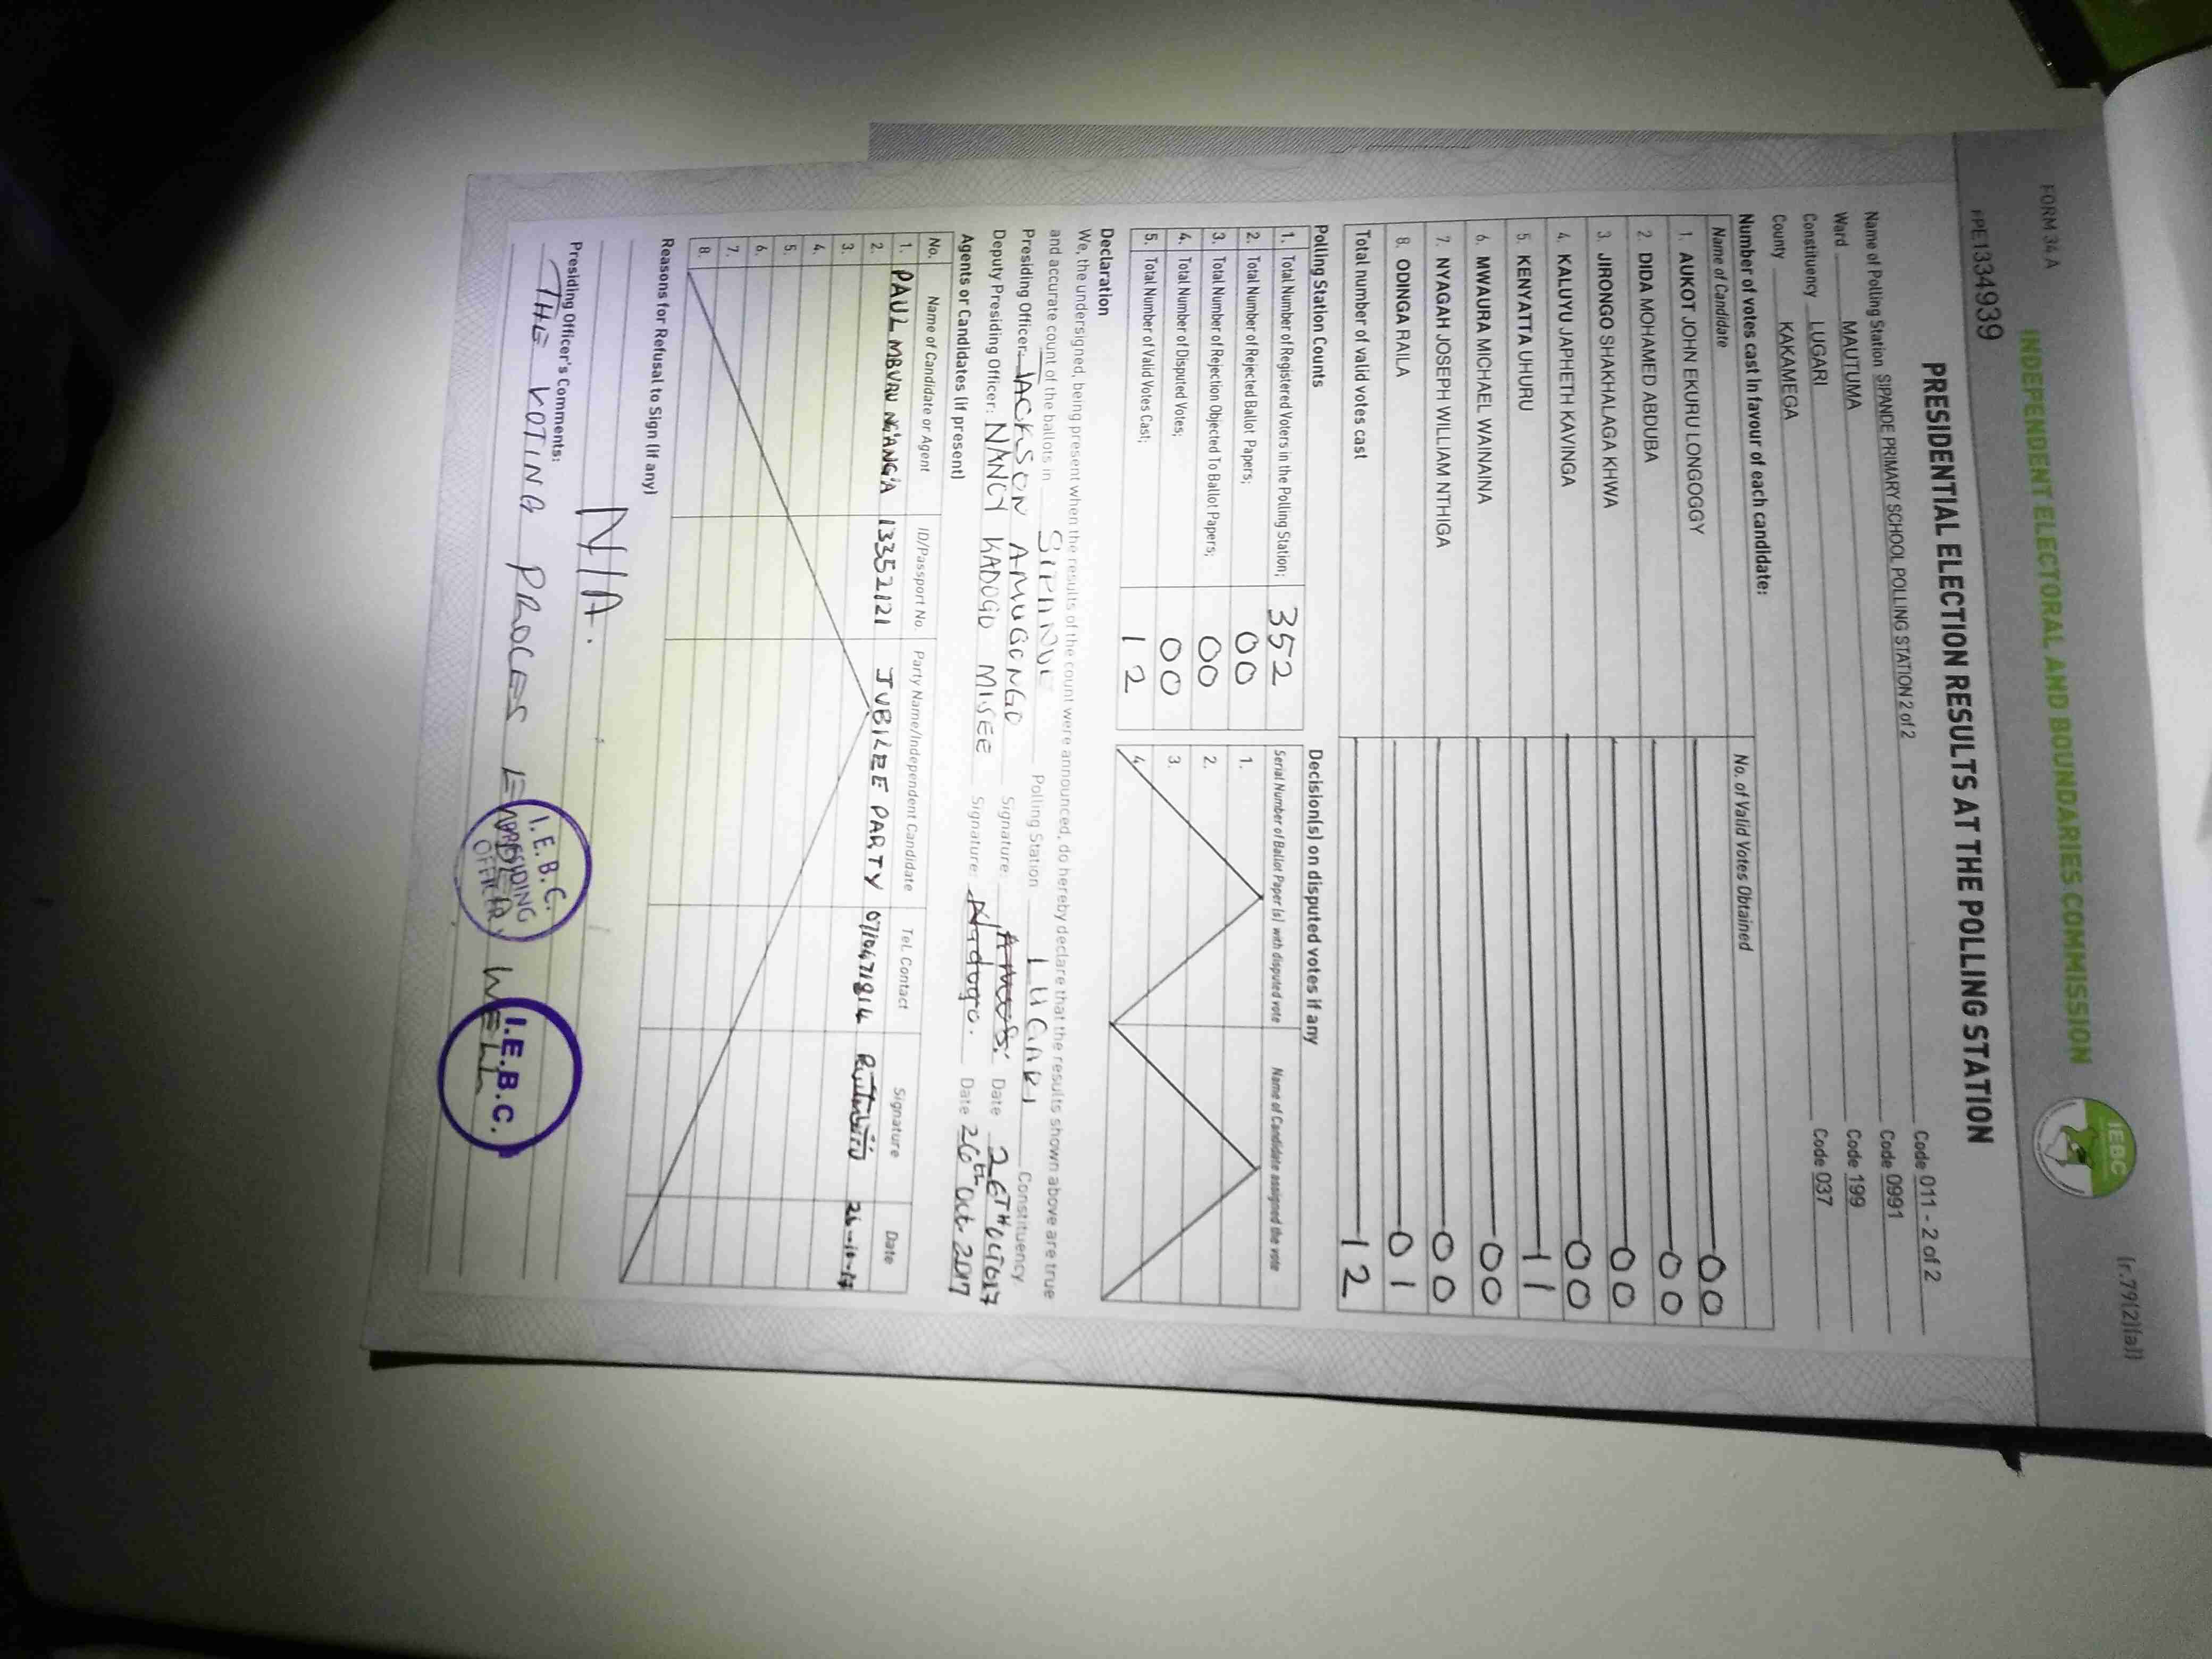 FORM 34 A
(r.79(2)(a))
INDEPENDENT ELECTORAL AND BOUNDARIES COMMISSION
IEBC
PRESIDENTIAL ELECTION RESULTS AT THE POLLING STATION
PPE1334939
Name of Polling Station SIPANDE PRIMARY SCHOOL POLLING STATION 2 of 2 Code 011 - 2 of 2
Ward MAUTUMA Code 0991
Constituency LUGARI Code 199
County KAKAMEGA Code 037
Number of votes cast in favour of each candidate:
Name of Candidate No. of Valid Votes Obtained
1. AUKOT JOHN EKURU LONGOGGY 00
2. DIDA MOHAMED ABDUBA 00
3. JIRONGO SHAKHALAGA KHWA 00
4. KALUYU JAPHETH KAVINGA 00
5. KENYATTA UHURU 11
6. MWAURA MICHAEL WAINAINA 00
7. NYAGAH JOSEPH WILLIAM NTHIGA 00
8. ODINGA RAILA 01
Total number of valid votes cast 12
Polling Station Counts
1. Total Number of Registered Voters in the Polling Station; 352
2. Total Number of Rejected Ballot Papers; 00
3. Total Number of Rejection Objected To Ballot Papers; 00
4. Total Number of Disputed Votes; 00
5. Total Number of Valid Votes Cast; 12
Decision(s) on disputed votes if any
Serial Number of Ballot Paper (s) with disputed vote Name of Candidate assigned the vote
1.
2.
3.
4.
Declaration
We, the undersigned, being present when the results of the count were announced, do hereby declare that the results shown above are true
and accurate count of the ballots in SIPANDE Polling Station LUGARI Constituency
Presiding Officer: JACKSON AMUGONGO Signature: Date 26TH OCT 2017
Deputy Presiding Officer: NANCY KADOGO MISEE Signature: Nadogo. Date 26th Oct. 2017
Agents or Candidates (if present)
No. Name of Candidate or Agent ID/Passport No. Party Name/Independent Candidate Tel. Contact Signature Date
1. PAUL MBURU NG'ANG'A 13352121 JUBILEE PARTY 0710471814 26-10-17
2.
3.
4.
5.
6.
7.
8.
Reasons for Refusal to Sign (if any)
N/A.
Presiding Officer's Comments:
THE VOTING PROCES ENDED WELL
I.E.B.C.
PRESIDING
OFFICER
I.E.B.C.